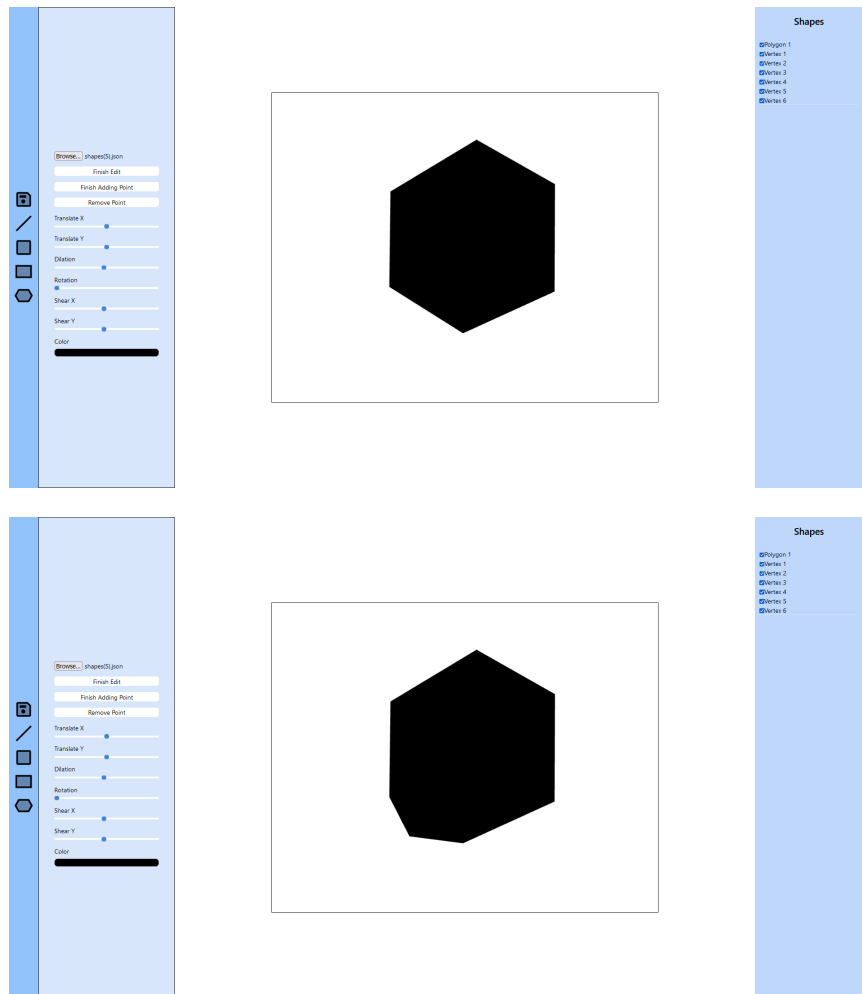 Shapes
Polygon 1
Vertex 1
Vertex 2
Vertex 3
Vertex 4
Vertex 5
Vertex 6
Browse... shapes(5).json
Finish Edit
Finish Adding Point
Remove Point
Translate X
Translate Y
Dilation
Rotation
Shear X
Shear Y
Color
Shapes
Polygon 1
Vertex 1
Vertex 2
Vertex 3
Vertex 4
Vertex 5
Vertex 6
Browse... shapes(5).json
Finish Edit
Finish Adding Point
Remove Point
Translate X
Translate Y
Dilation
Rotation
Shear X
Shear Y
Color